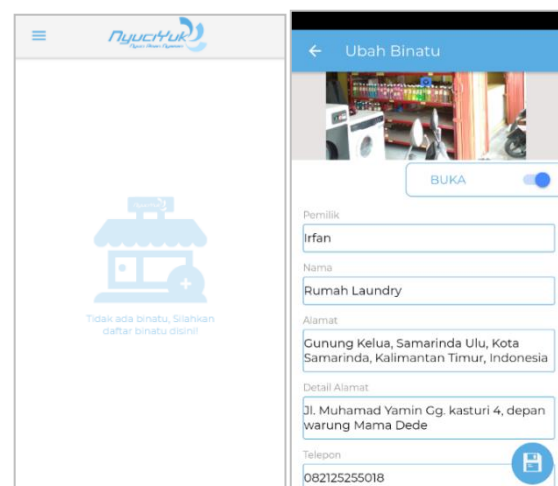 NyuciYuk
Tidak ada binatu, Silahkan
daftar binatu disini!
Ubah Binatu
BUKA
Pemilik
Irfan
Nama
Rumah Laundry
Alamat
Gunung Kelua, Samarinda Ulu, Kota
Samarinda, Kalimantan Timur, Indonesia
Detail Alamat
Jl. Muhamad Yamin Gg. kasturi 4, depan
warung Mama Dede
Telepon
082125255018